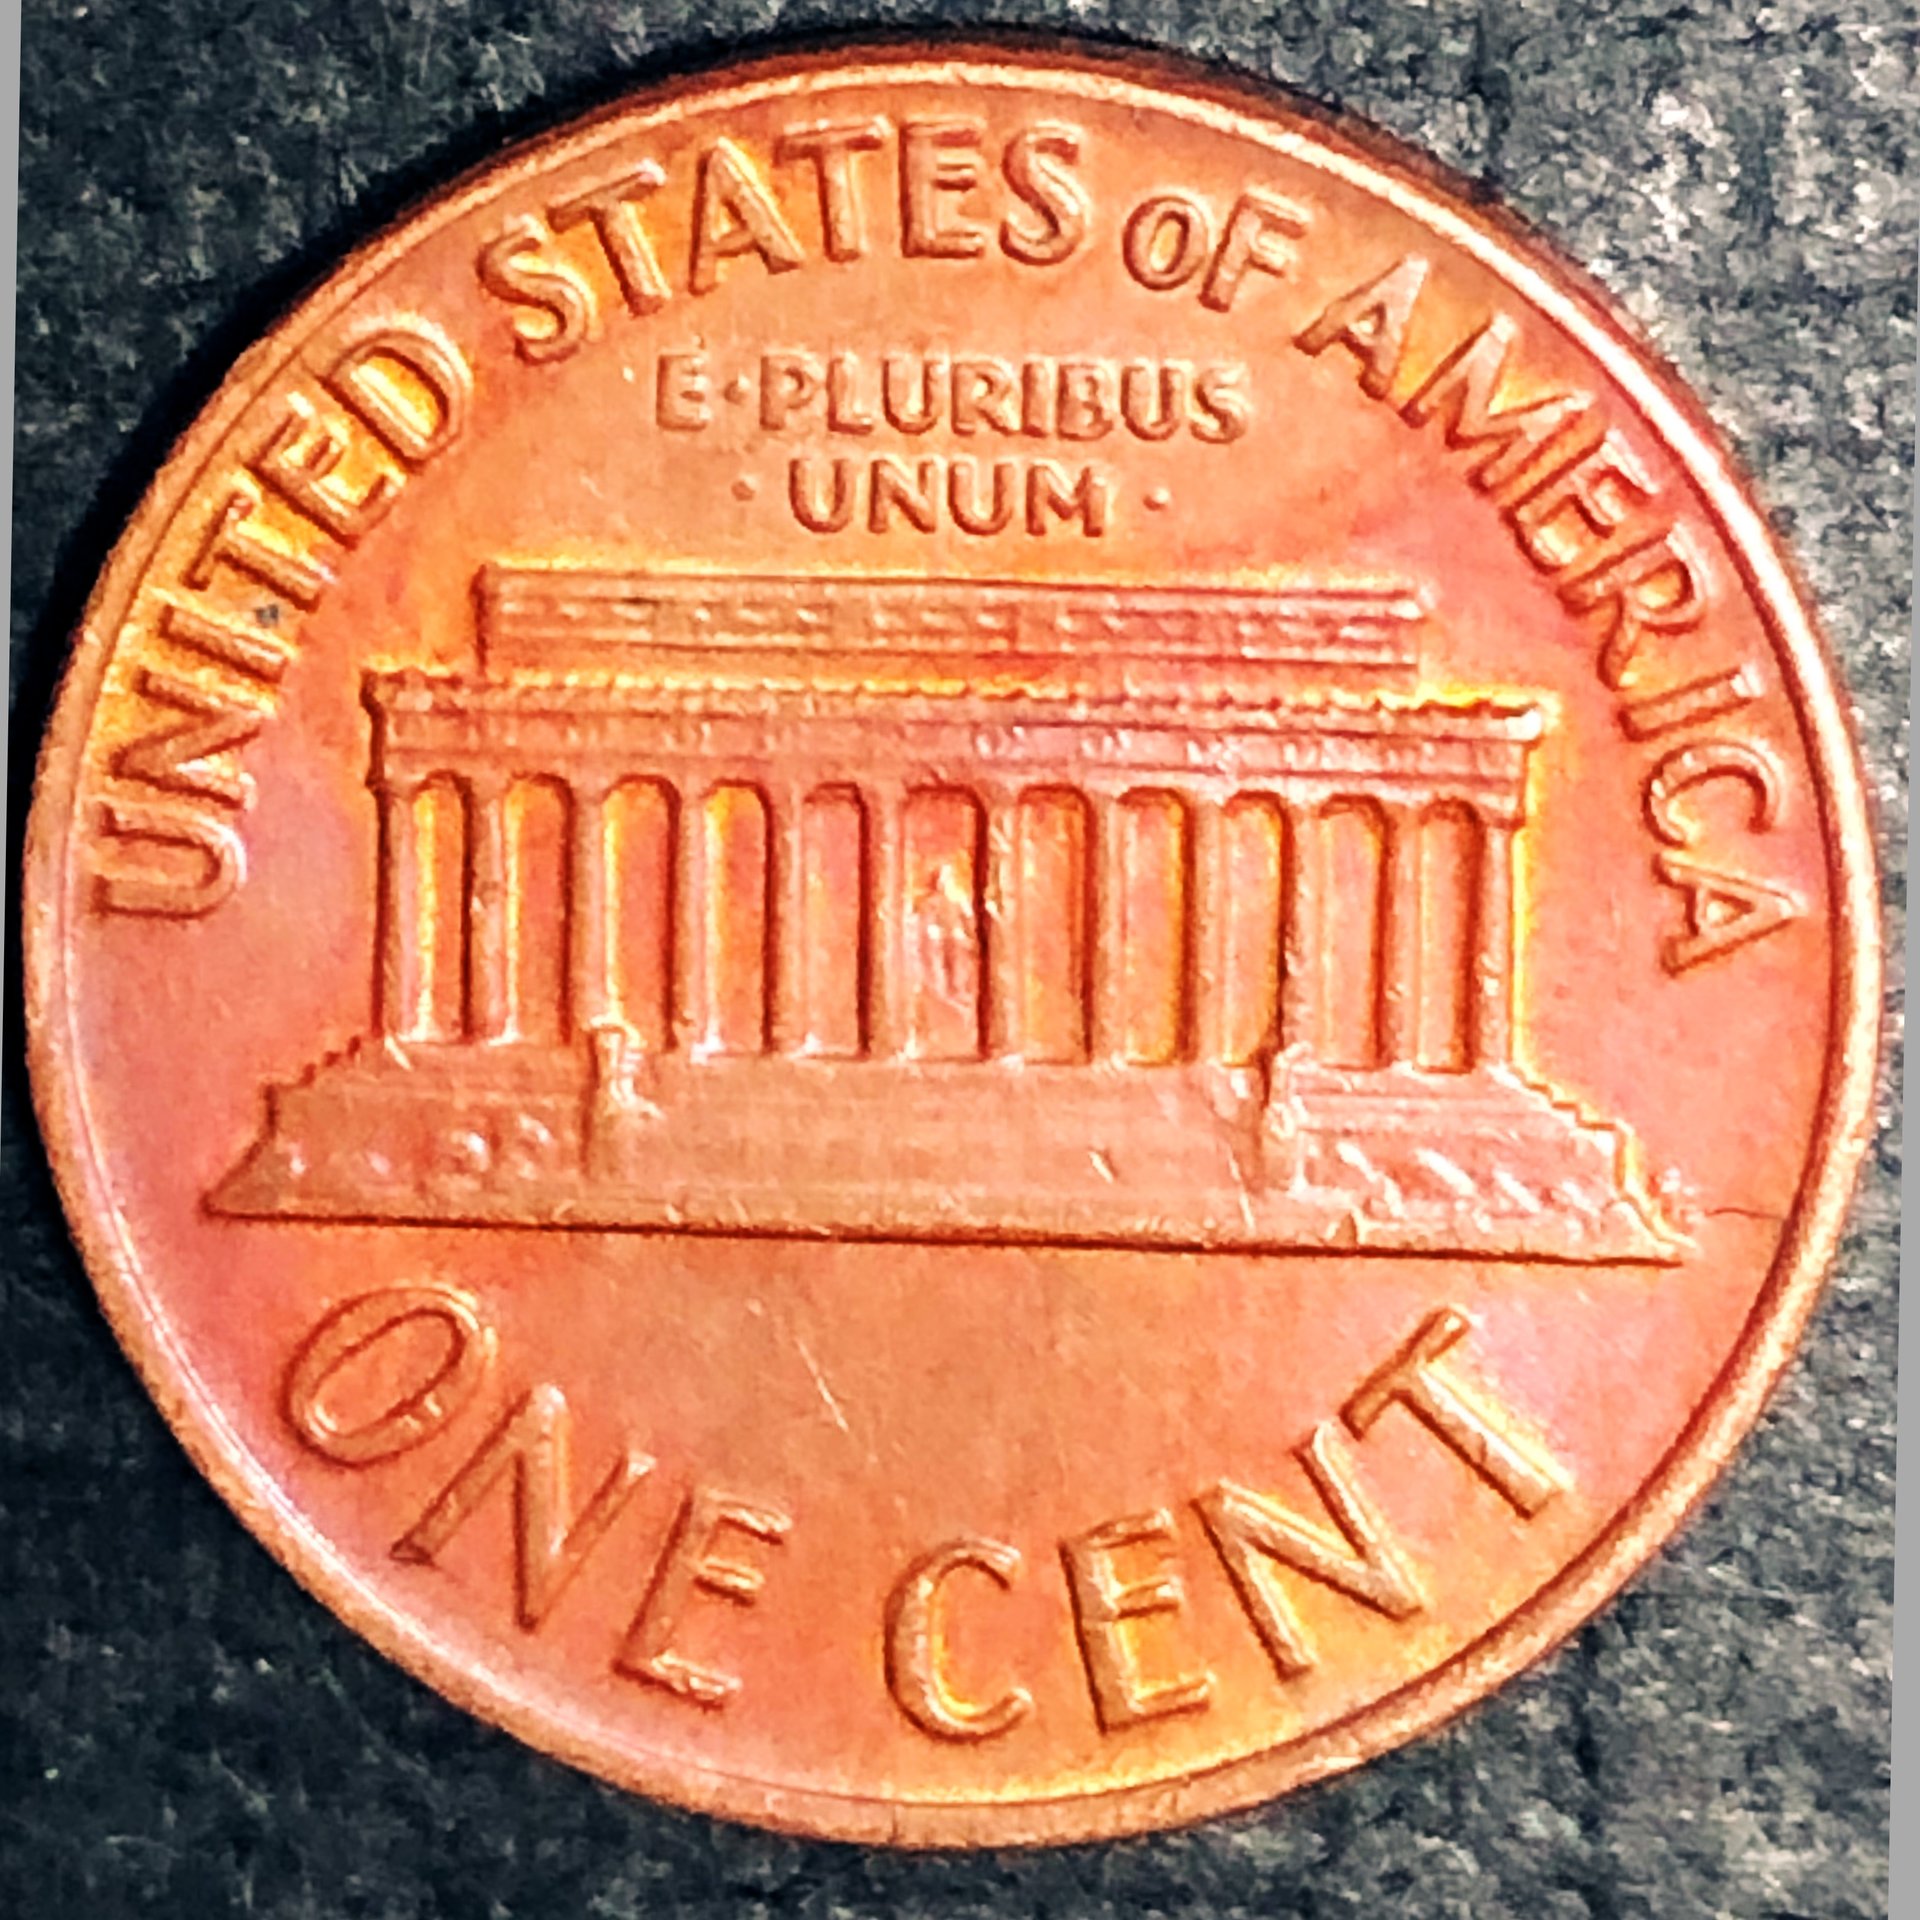 UNITED STATES OF AMERICA
E·PLURIBUS
·UNUM·
ONE CENT